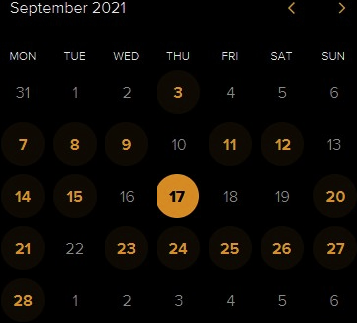 September 2021
MON TUE WED THU FRI SAT SUN
31 1 2 3 4 5 6
7 8 9 10 11 12 13
14 15 16 17 18 19 20
21 22 23 24 25 26 27
28 1 2 3 4 5 6